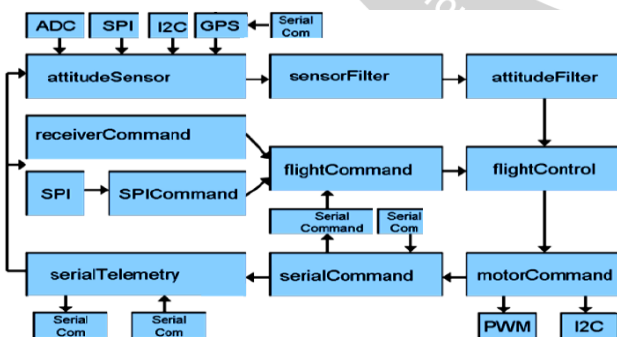 ADC
SPI
I2C
GPS
Serial
Com
attitudeSensor
sensorFilter
attitudeFilter
receiverCommand
flightCommand
flightControl
SPI
SPICommand
Serial
Command
Serial
Com
serialTelemetry
serialCommand
motorCommand
Serial
Com
Serial
Com
PWM
I2C